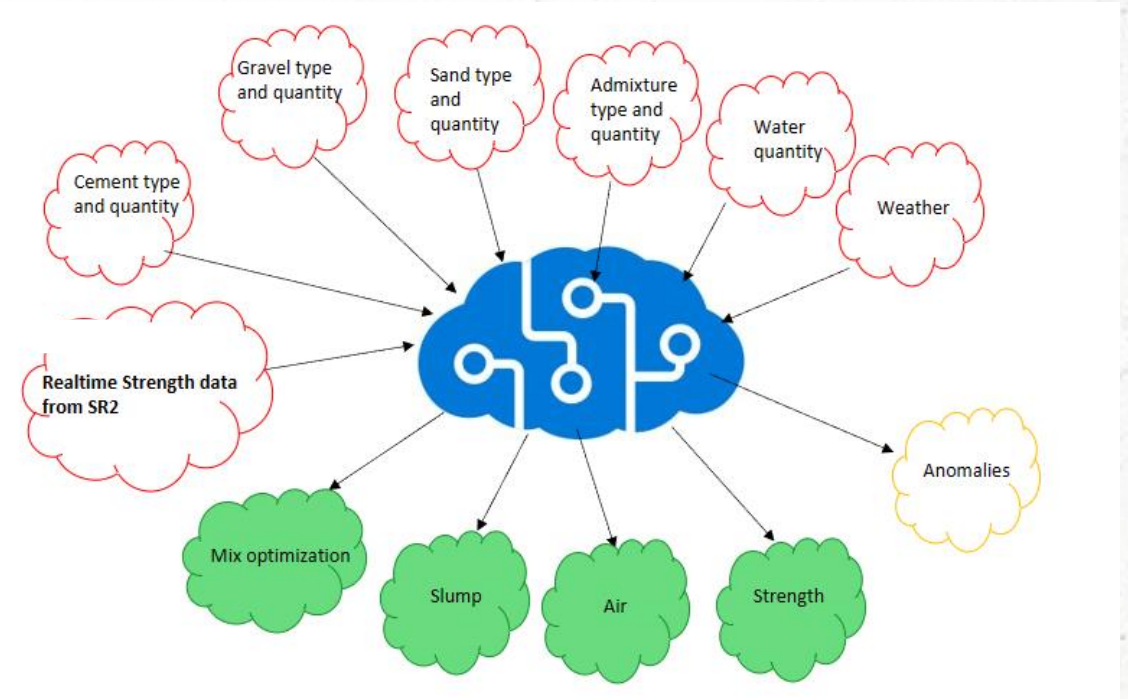 Gravel type
and quantity
Sand type
and
quantity
Admixture
type and
quantity
Water
quantity
Weather
Cement type
and quantity
Realtime Strength data
from SR2
Anomalies
Mix optimization
Slump
Air
Strength